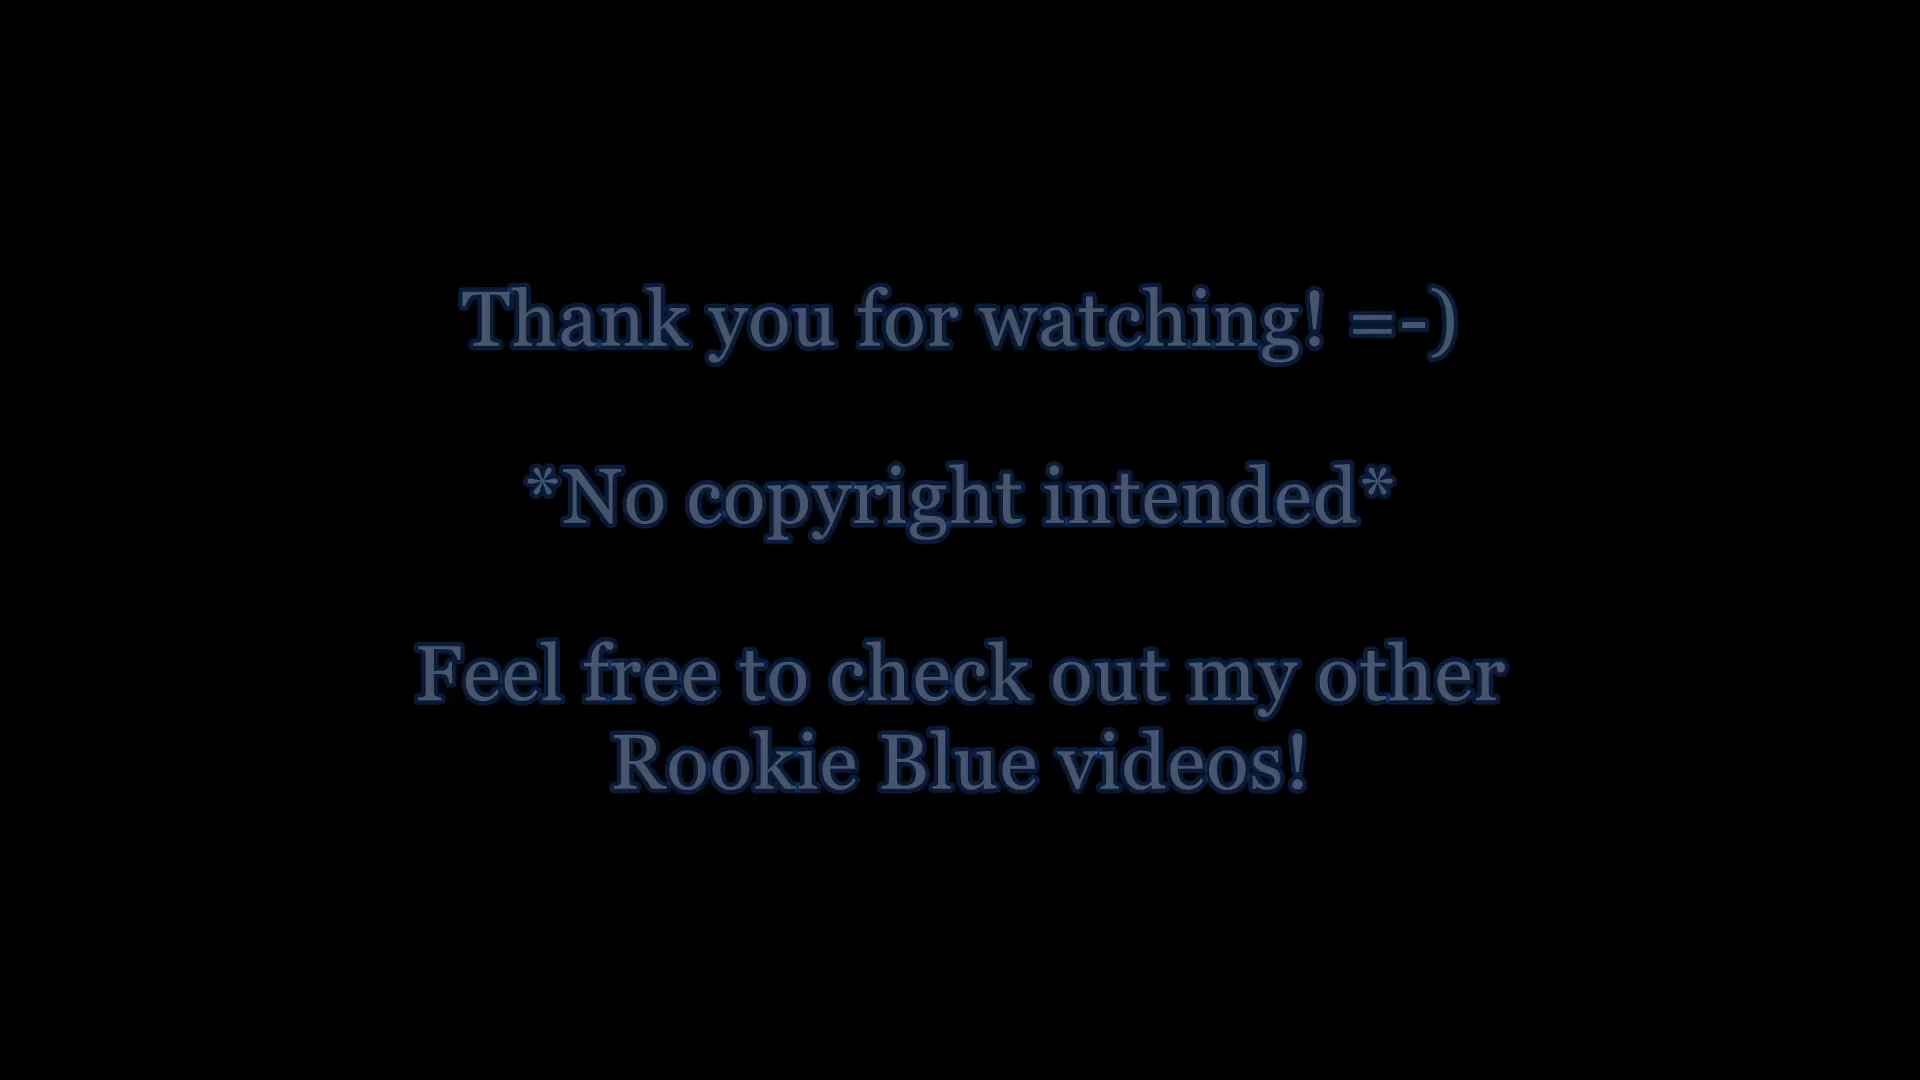 Thank you for watching! =-)
*No copyright intended*
Feel free to check out my other
Rookie Blue videos!